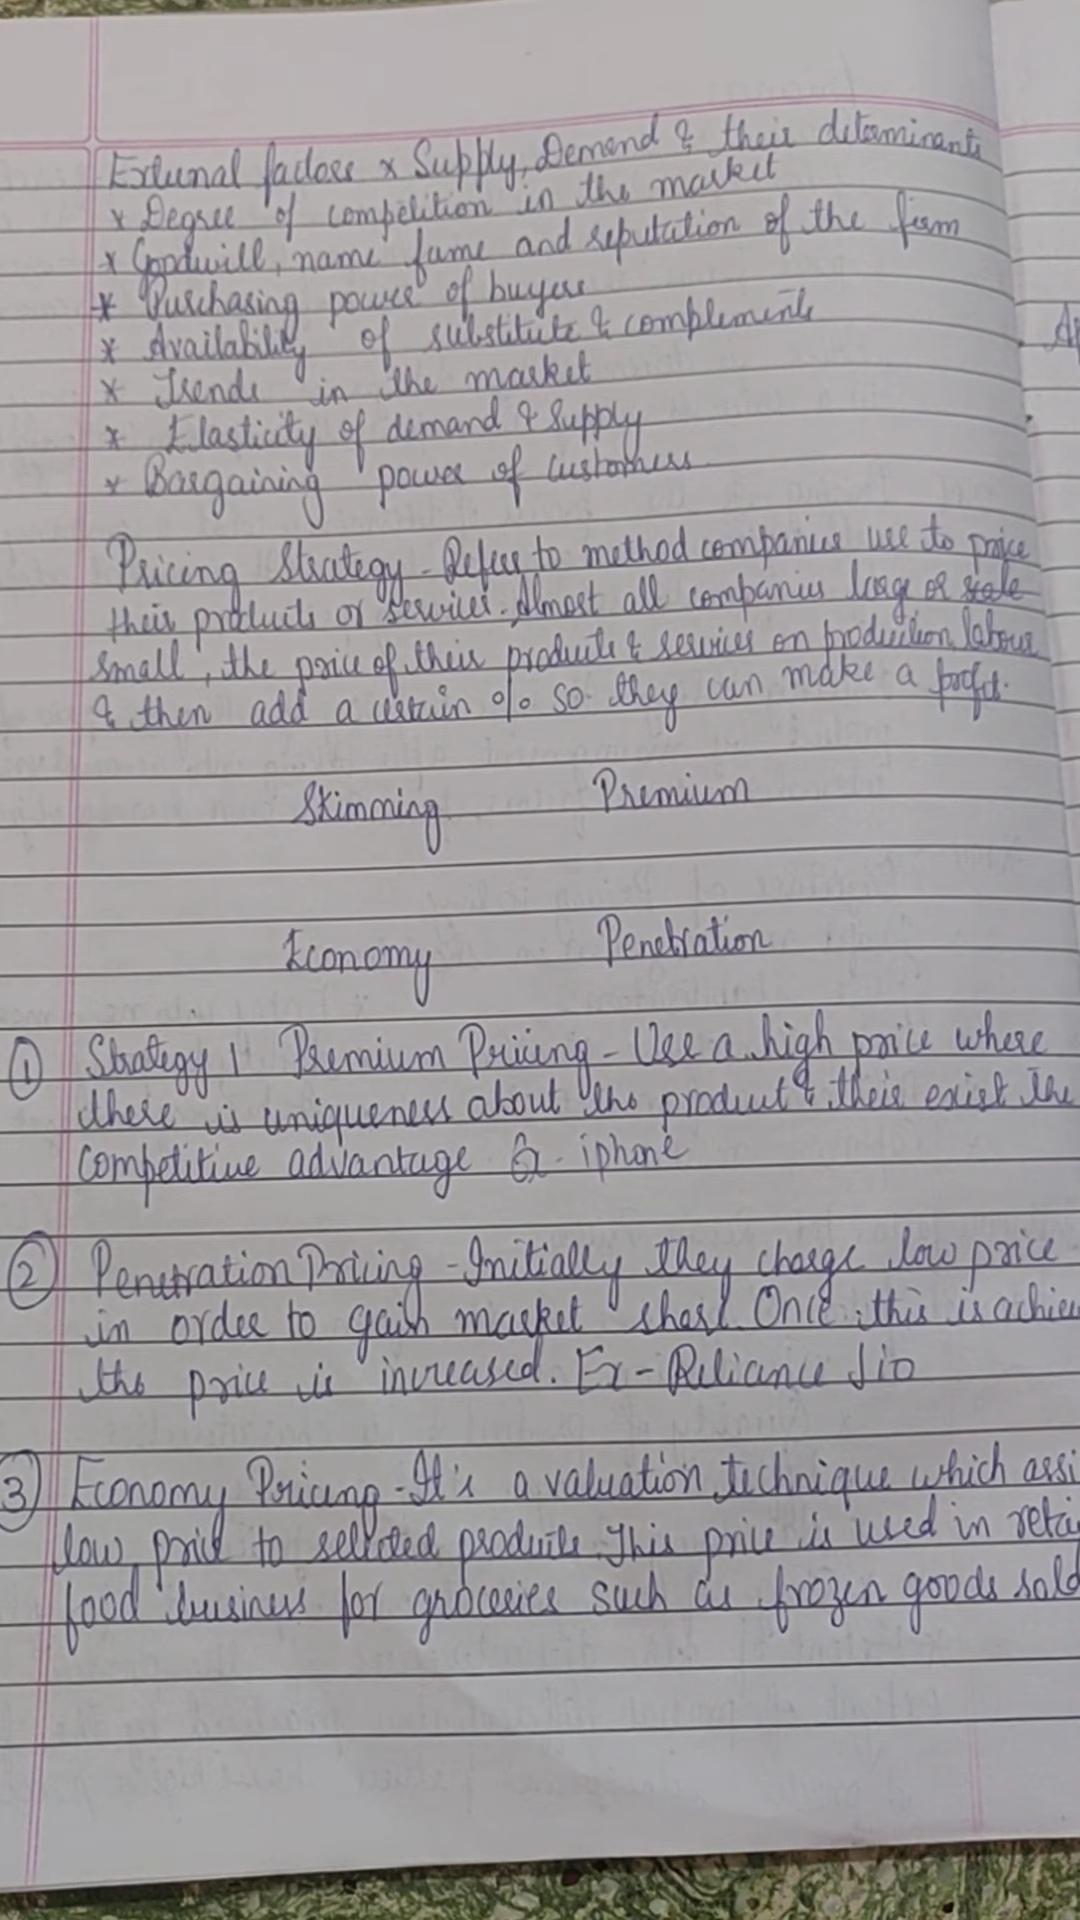 External factors * Supply, Demand & their determinants
* Degree of competition in the market
* Goodwill, name fame and reputation of the firm
* Purchasing power of buyers
* Availability of substitute & complements
* Trends in the market
* Elasticity of demand & supply
* Bargaining power of customers
Pricing Strategy - Refers to method companies use to price
their products or services. Almost all companies large or
small, the price of their products & services on production, labour
& then add a certain % so they can make a profit.
Skimming Premium
Economy Penetration
① Strategy 1 Premium Pricing - Use a high price where
there is uniqueness about the product & their exist the
competitive advantage Ex - iphone
② Penetration Pricing - Initially they charge low price
in order to gain market share. Once this is achie
the price is increased. Ex - Reliance Jio
③ Economy Pricing - It is a valuation technique which assi
low price to selected products. This price is used in retai
food business for groceries such as frozen goods sold